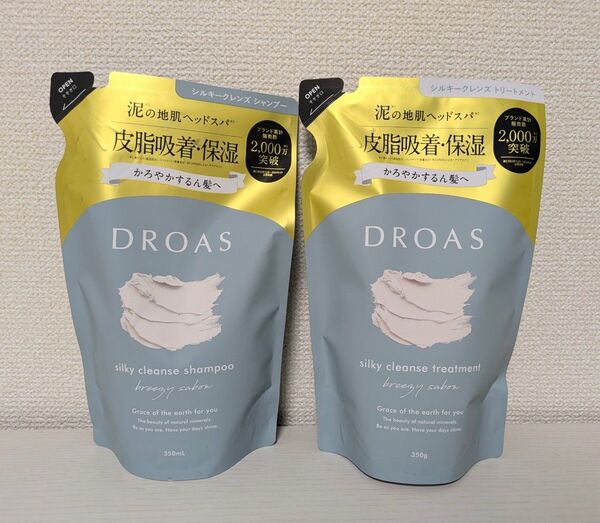 OPEN
シルキークレンズ シャンプー
泥の地肌ヘッドスパ
皮脂吸着・保湿
かろやかするん髪へ
ブランド累計
販売数
2,000万
突破
DROAS
silky cleanse shampoo
breezy sabon
Grace of the earth for you
The beauty of natural minerals.
Be as you are. Have your days shine.
350mL
OPEN
シルキークレンズ トリートメント
泥の地肌ヘッドスパ
皮脂吸着・保湿
かろやかするん髪へ
ブランド累計
販売数
2,000万
突破
DROAS
silky cleanse treatment
breezy sabon
Grace of the earth for you
The beauty of natural minerals.
Be as you are. Have your days shine.
350g